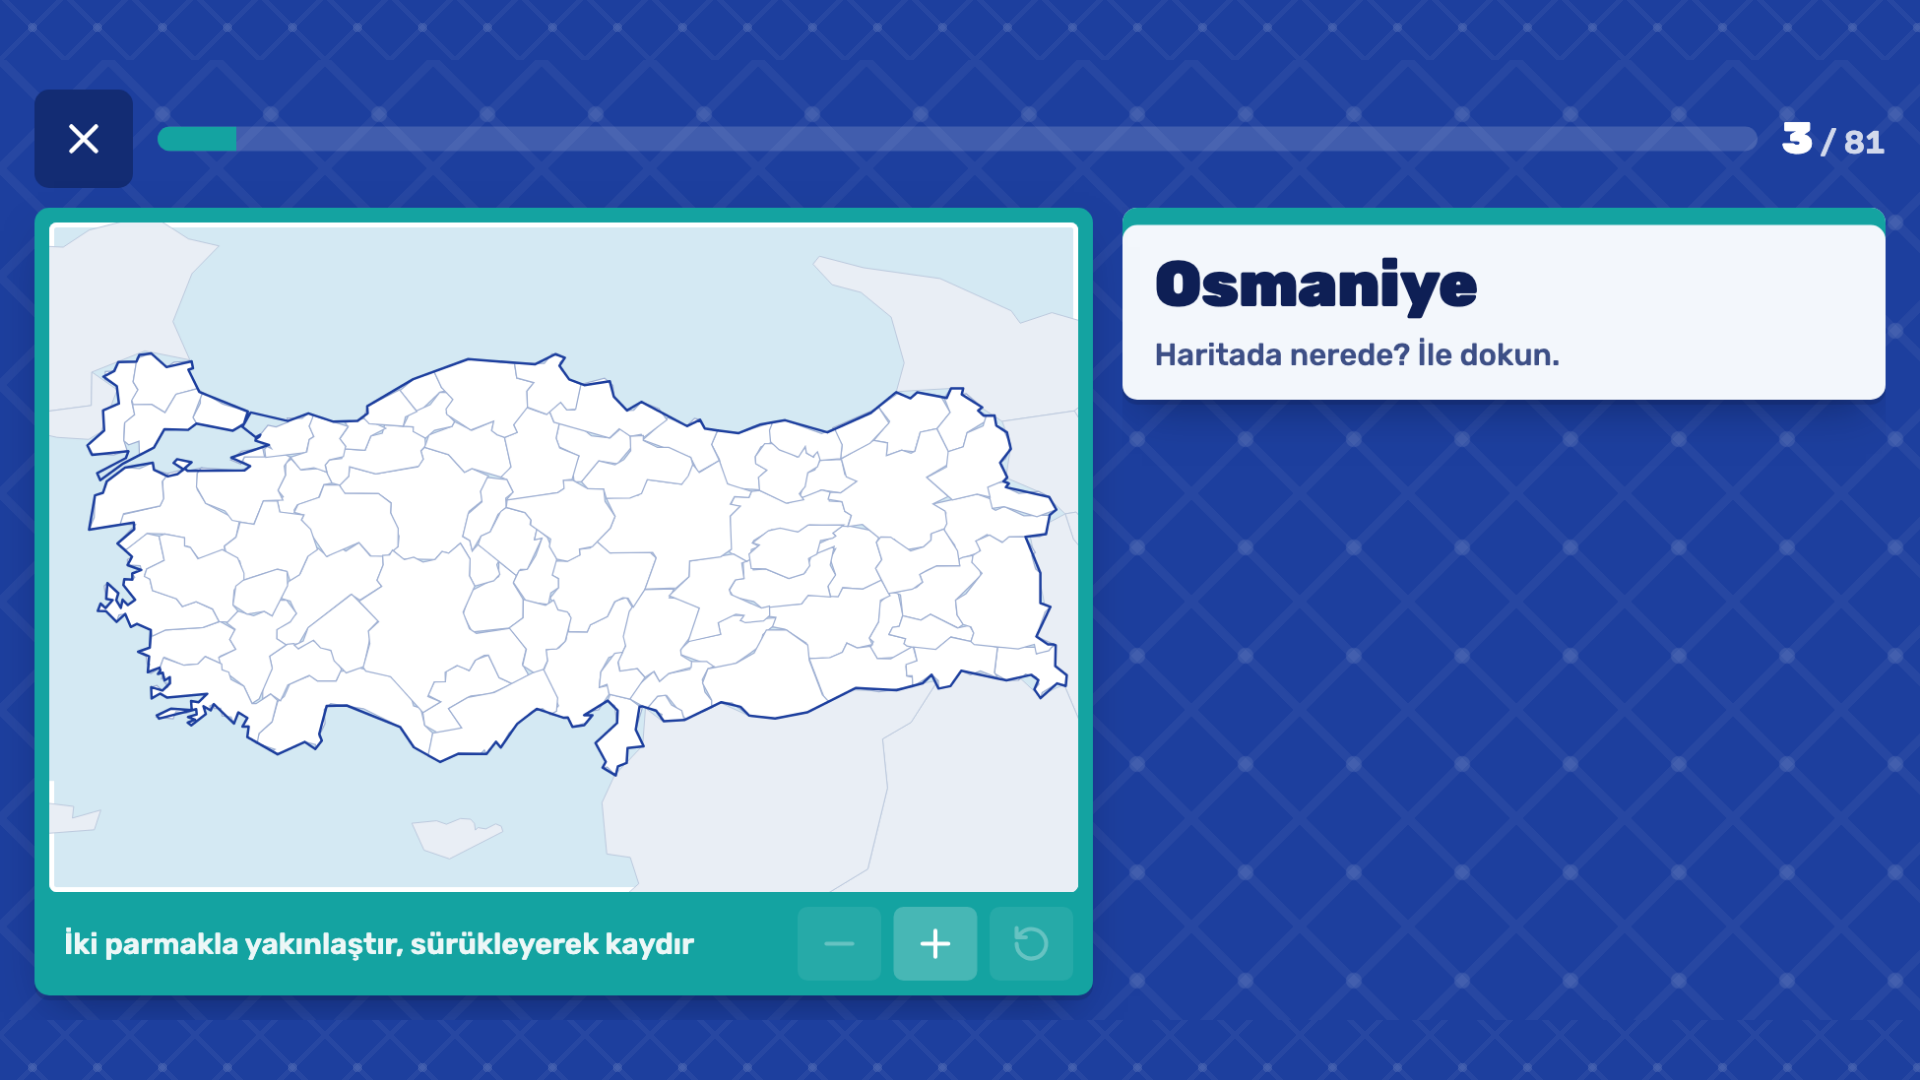 3 / 81
Osmaniye
Haritada nerede? İle dokun.
İki parmakla yakınlaştır, sürükleyerek kaydır